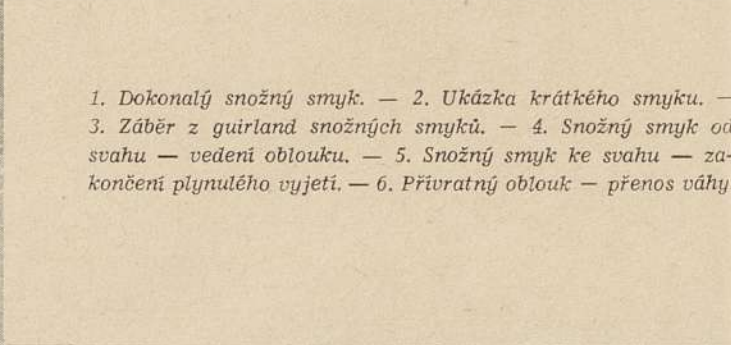 1. Dokonalý snožný smyk. — 2. Ukázka krátkého smyku. —
3. Záběr z guirland snožných smyků. — 4. Snožný smyk od
svahu — vedení oblouku. — 5. Snožný smyk ke svahu — za-
končení plynulého vyjetí. — 6. Přívratný oblouk — přenos váhy